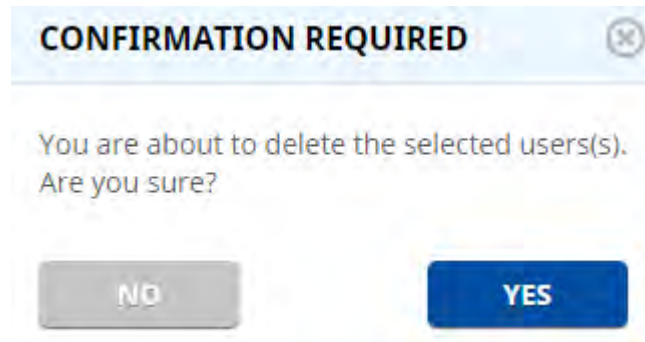 CONFIRMATION REQUIRED
You are about to delete the selected users(s).
Are you sure?
NO
YES